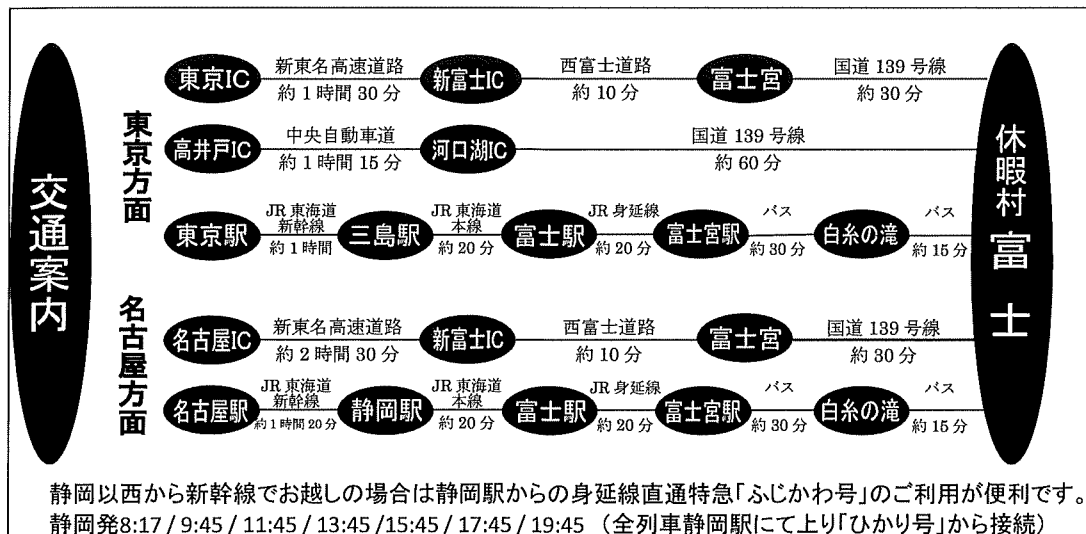 交通案内
東京方面
東京IC 新東名高速道路 約1時間30分 新富士IC 西富士道路 約10分 富士宮 国道139号線 約30分
高井戸IC 中央自動車道 約1時間15分 河口湖IC 国道139号線 約60分
東京駅 JR東海道新幹線 約1時間 三島駅 JR東海道本線 約20分 富士駅 JR身延線 約20分 富士宮駅 バス 約30分 白糸の滝 バス 約15分
名古屋方面
名古屋IC 新東名高速道路 約2時間30分 新富士IC 西富士道路 約10分 富士宮 国道139号線 約30分
名古屋駅 JR東海道新幹線 約1時間20分 静岡駅 JR東海道本線 約20分 富士駅 JR身延線 約20分 富士宮駅 バス 約30分 白糸の滝 バス 約15分
休暇村富士
静岡以西から新幹線でお越しの場合は静岡駅からの身延線直通特急「ふじかわ号」のご利用が便利です。
静岡発8:17 / 9:45 / 11:45 / 13:45 /15:45 / 17:45 / 19:45 (全列車静岡駅にて上り「ひかり号」から接続)